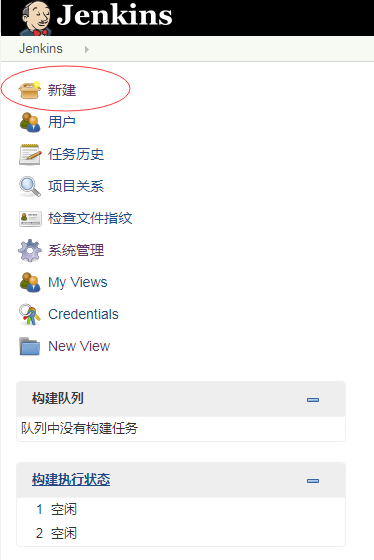 Jenkins
Jenkins
新建
用户
任务历史
项目关系
检查文件指纹
系统管理
My Views
Credentials
New View
构建队列
队列中没有构建任务
构建执行状态
1 空闲
2 空闲